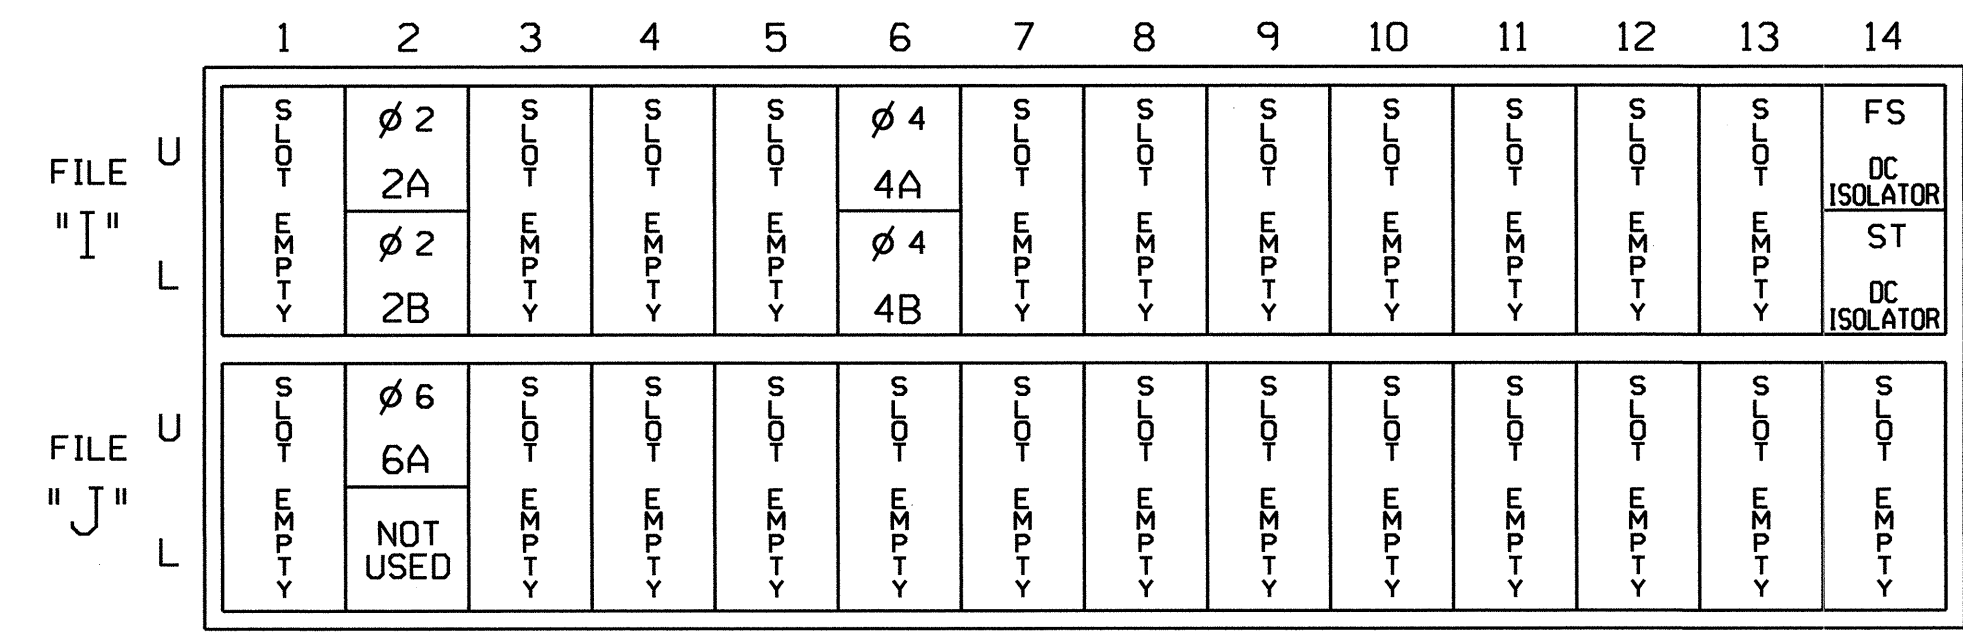 1 2 3 4 5 6 7 8 9 10 11 12 13 14
FILE "I"
U
L
SLOT EMPTY
Ø 2
2A
Ø 2
2B
SLOT EMPTY
SLOT EMPTY
SLOT EMPTY
Ø 4
4A
Ø 4
4B
SLOT EMPTY
SLOT EMPTY
SLOT EMPTY
SLOT EMPTY
SLOT EMPTY
SLOT EMPTY
SLOT EMPTY
FS
DC
ISOLATOR
ST
DC
ISOLATOR
FILE "J"
U
L
SLOT EMPTY
Ø 6
6A
NOT
USED
SLOT EMPTY
SLOT EMPTY
SLOT EMPTY
SLOT EMPTY
SLOT EMPTY
SLOT EMPTY
SLOT EMPTY
SLOT EMPTY
SLOT EMPTY
SLOT EMPTY
SLOT EMPTY
SLOT EMPTY